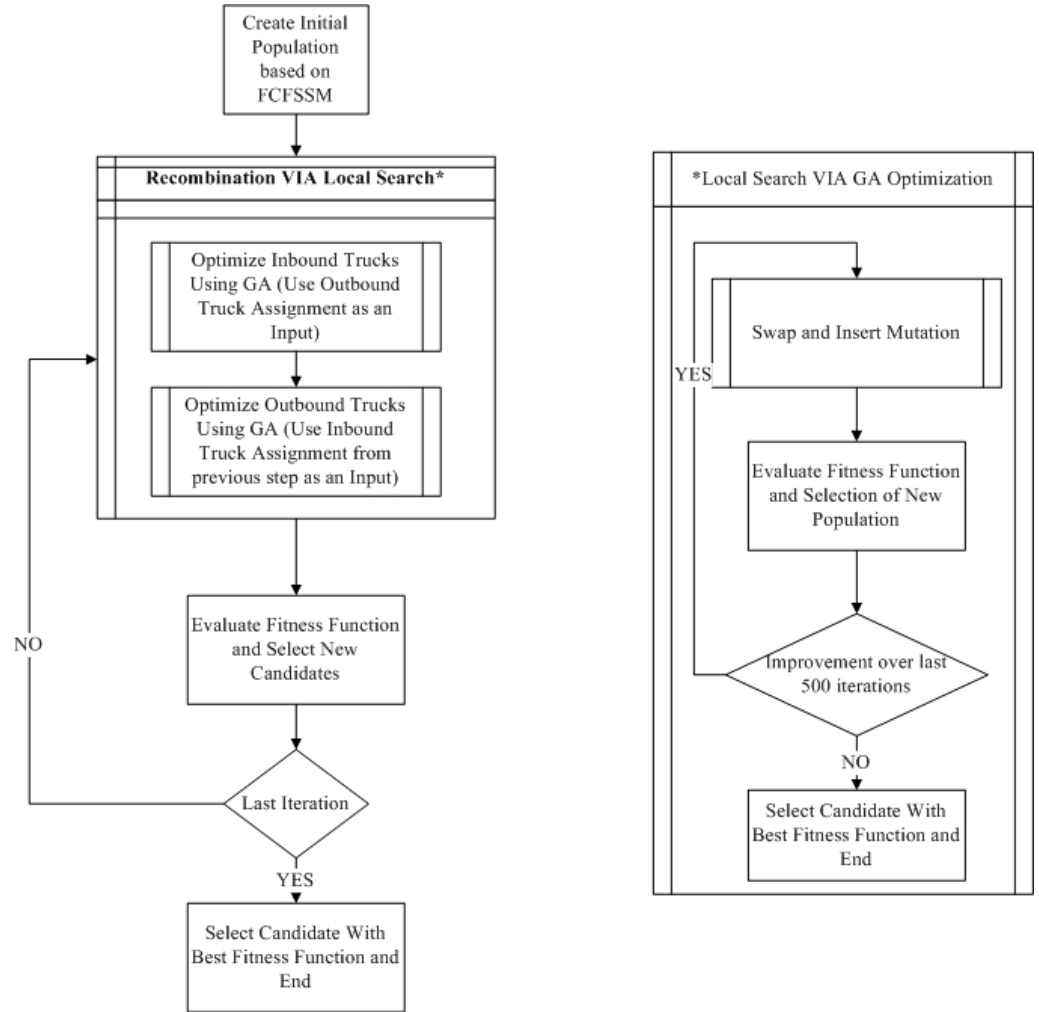 Create Initial
Population
based on
FCFSSM
Recombination VIA Local Search*
Optimize Inbound Trucks
Using GA (Use Outbound
Truck Assignment as an
Input)
Optimize Outbound Trucks
Using GA (Use Inbound
Truck Assignment from
previous step as an Input)
Evaluate Fitness Function
and Select New
Candidates
NO
Last Iteration
YES
Select Candidate With
Best Fitness Function and
End
*Local Search VIA GA Optimization
Swap and Insert Mutation
YES
Evaluate Fitness Function
and Selection of New
Population
Improvement over last
500 iterations
NO
Select Candidate With
Best Fitness Function and
End